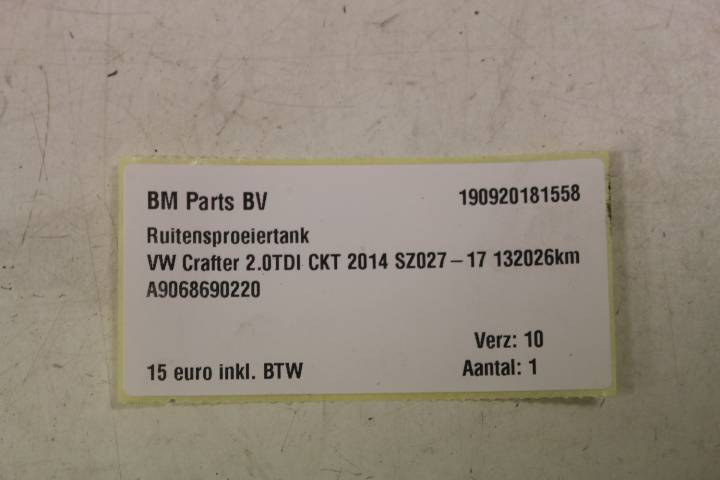 BM Parts BV 190920181558
Ruitensproeiertank
VW Crafter 2.0TDI CKT 2014 SZ027-17 132026km
A9068690220
Verz: 10
15 euro inkl. BTW Aantal: 1